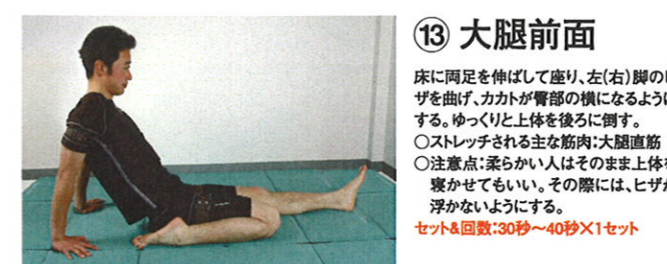 ⑬ 大腿前面
床に両足を伸ばして座り、左(右)脚のヒ
ザを曲げ、カカトが臀部の横になるように
する。ゆっくりと上体を後ろに倒す。
○ストレッチされる主な筋肉:大腿直筋
○注意点:柔らかい人はそのまま上体を
寝かせてもいい。その際には、ヒザが
浮かないようにする。
セット&回数:30秒〜40秒×1セット